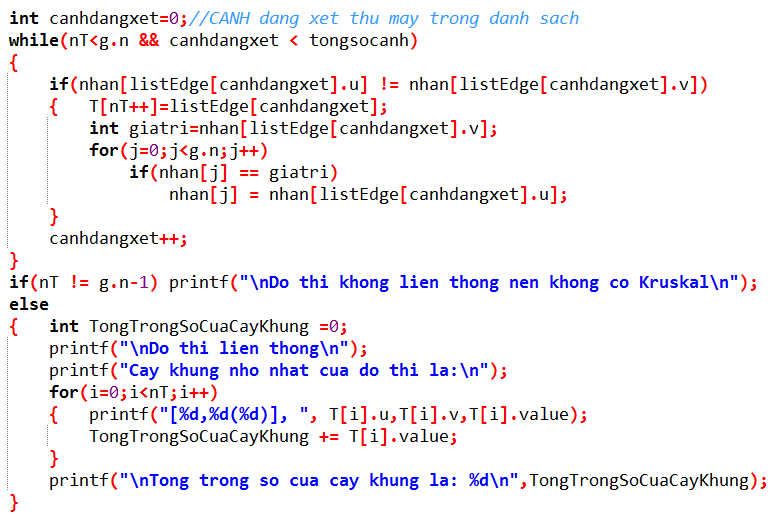 int canhdangxet=0;//CANH dang xet thu may trong danh sach
while(nT<g.n && canhdangxet < tongsocanh)
{
if(nhan[listEdge[canhdangxet].u] != nhan[listEdge[canhdangxet].v])
{ T[nT++]=listEdge[canhdangxet];
int giatri=nhan[listEdge[canhdangxet].v];
for(j=0;j<g.n;j++)
if(nhan[j] == giatri)
nhan[j] = nhan[listEdge[canhdangxet].u];
}
canhdangxet++;
}
if(nT != g.n-1) printf("\nDo thi khong lien thong nen khong co Kruskal\n");
else
{ int TongTrongSoCuaCayKhung =0;
printf("\nDo thi lien thong\n");
printf("Cay khung nho nhat cua do thi la:\n");
for(i=0;i<nT;i++)
{ printf("[%d,%d(%d)], ", T[i].u,T[i].v,T[i].value);
TongTrongSoCuaCayKhung += T[i].value;
}
printf("\nTong trong so cua cay khung la: %d\n",TongTrongSoCuaCayKhung);
}